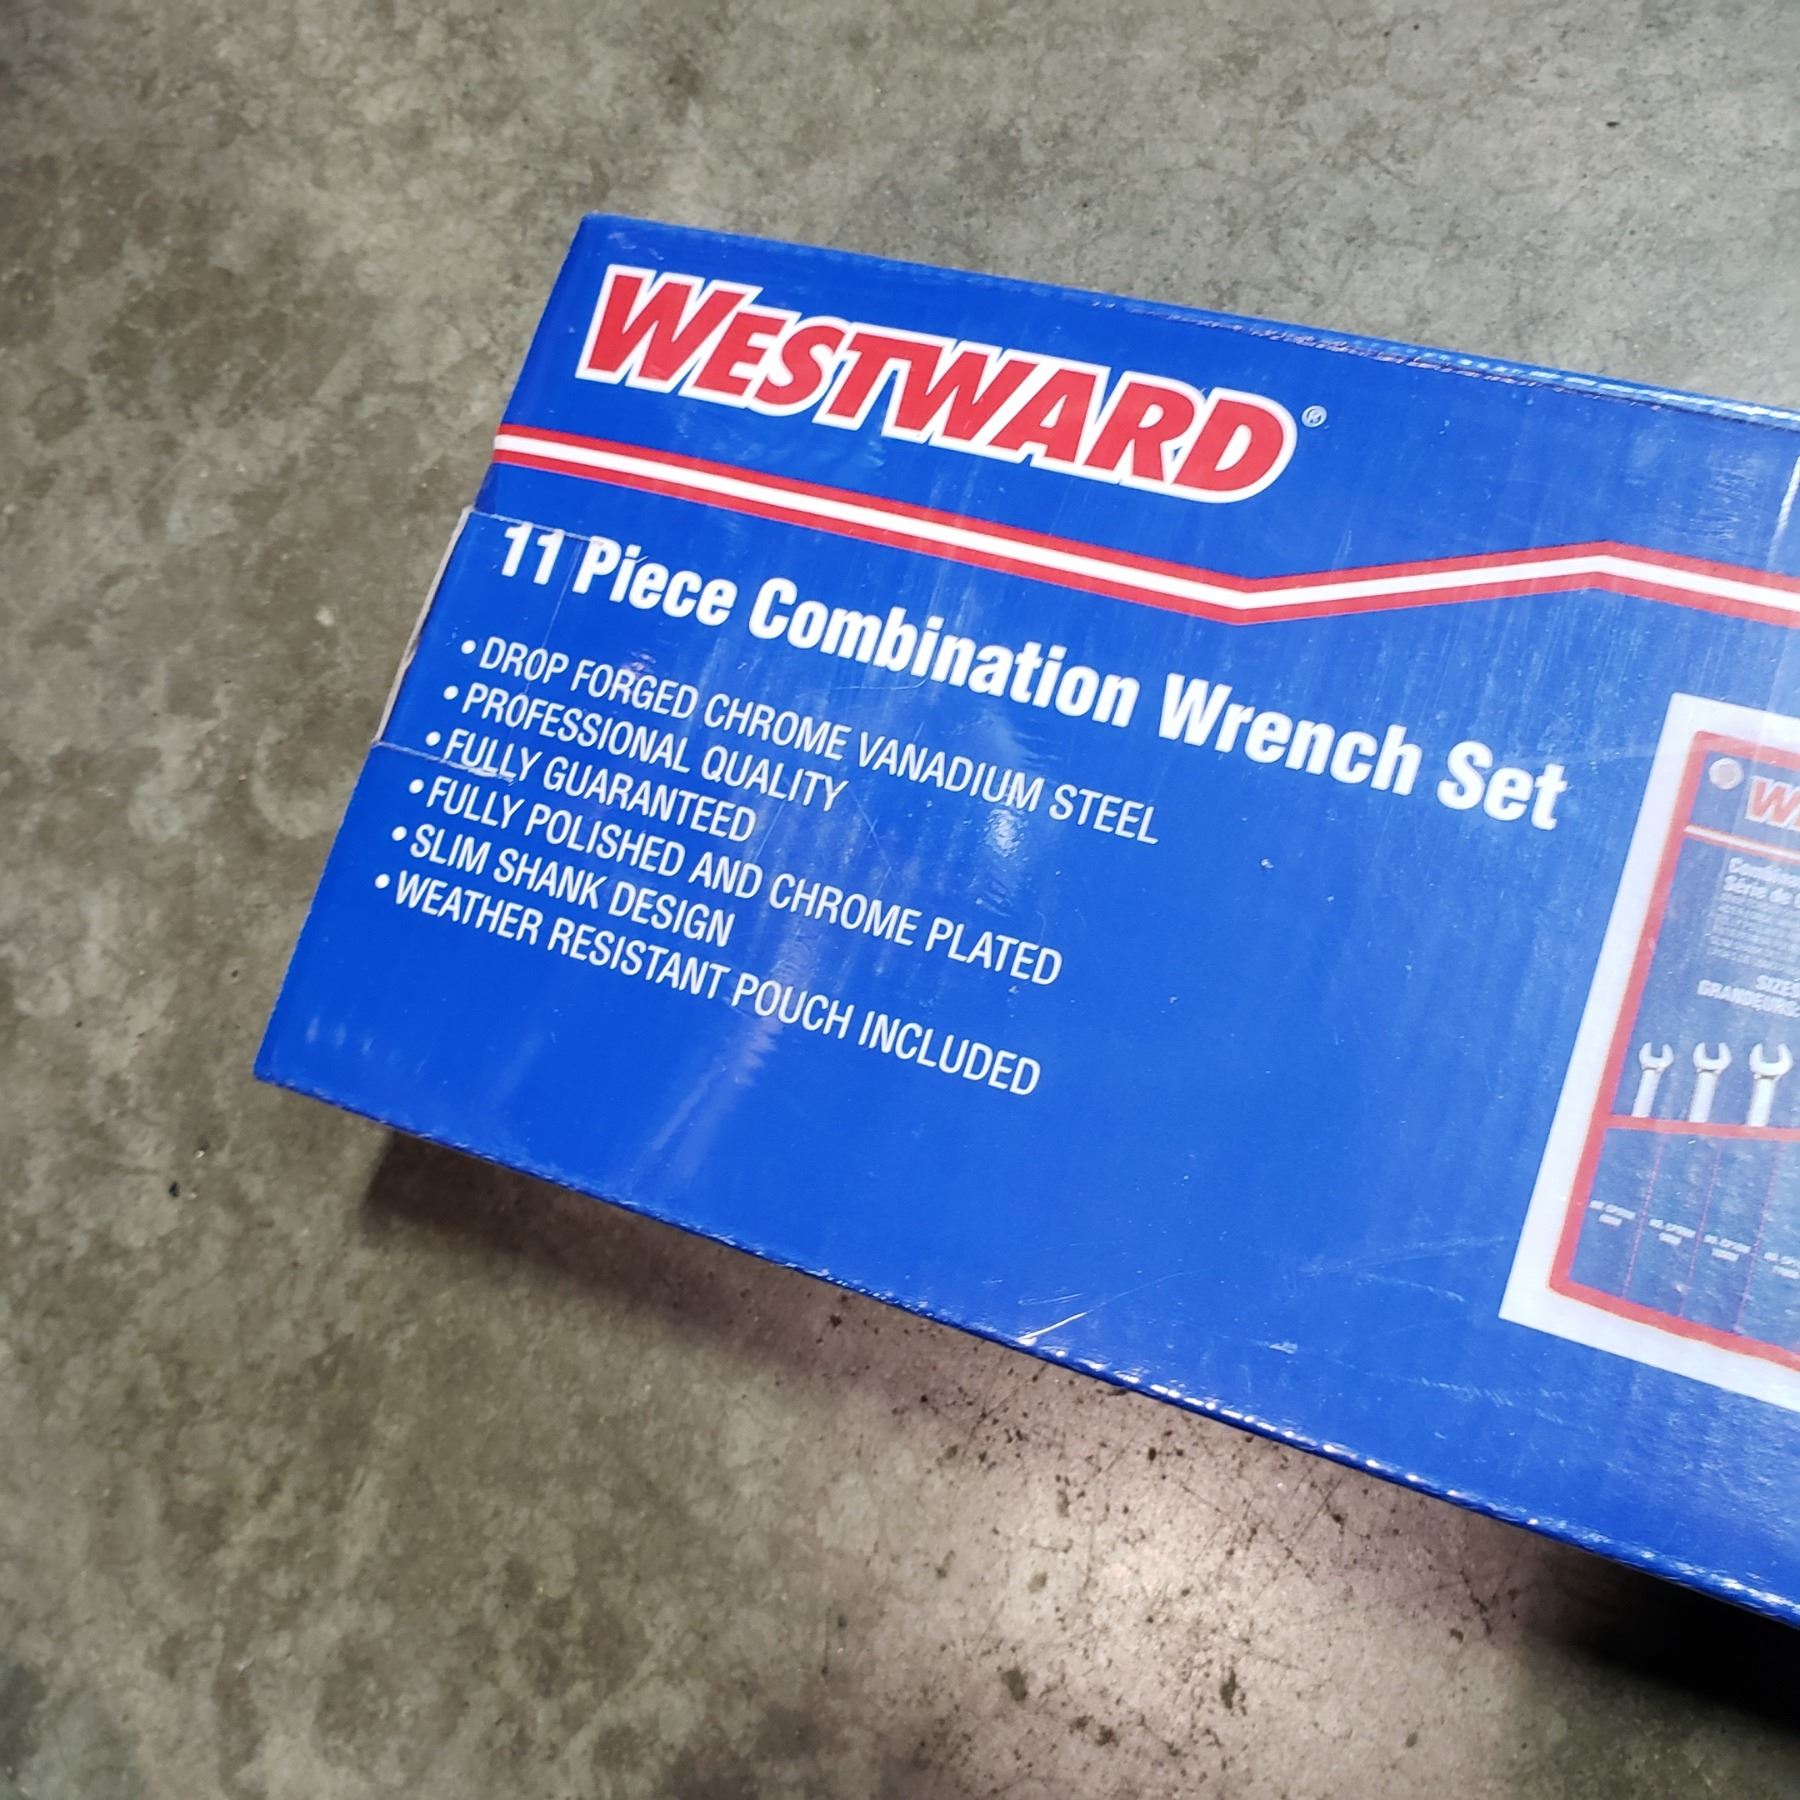 WESTWARD®
11 Piece Combination Wrench Set
• DROP FORGED CHROME VANADIUM STEEL
• PROFESSIONAL QUALITY
• FULLY GUARANTEED
• FULLY POLISHED AND CHROME PLATED
• SLIM SHANK DESIGN
• WEATHER RESISTANT POUCH INCLUDED